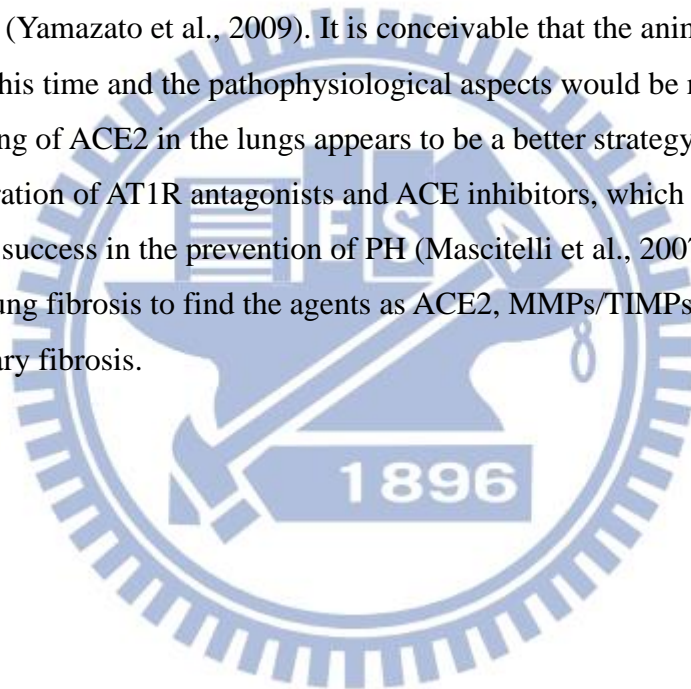 (Yamazato et al., 2009). It is conceivable that the anim
his time and the pathophysiological aspects would be
ng of ACE2 in the lungs appears to be a better strategy
ration of AT1R antagonists and ACE inhibitors, which
success in the prevention of PH (Mascitelli et al., 200
ung fibrosis to find the agents as ACE2, MMPs/TIMPs
ary fibrosis.
ES
1896